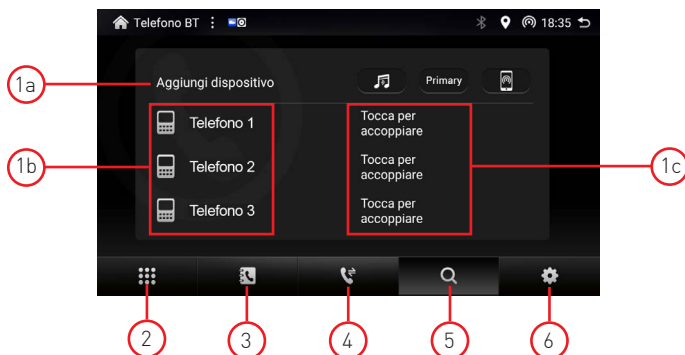 Telefono BT
18:35
1a
Aggiungi dispositivo
Primary
Telefono 1
Tocca per
accoppiare
1b
Telefono 2
Tocca per
accoppiare
1c
Telefono 3
Tocca per
accoppiare
2
3
4
5
6